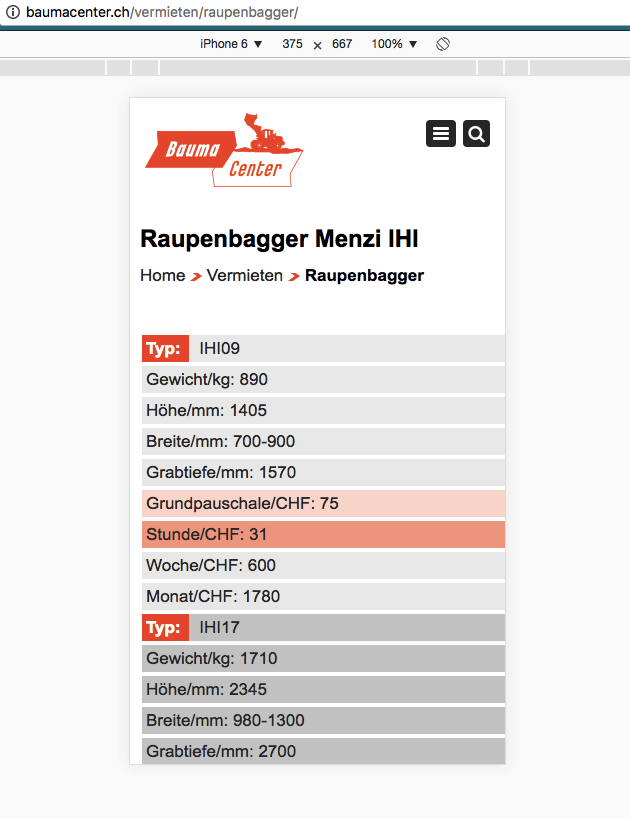 baumacenter.ch/vermieten/raupenbagger/
iPhone 6 ▼ 375 × 667 100% ▼
Bauma
Center
Raupenbagger Menzi IHI
Home Vermieten Raupenbagger
Typ: IHI09
Gewicht/kg: 890
Höhe/mm: 1405
Breite/mm: 700-900
Grabtiefe/mm: 1570
Grundpauschale/CHF: 75
Stunde/CHF: 31
Woche/CHF: 600
Monat/CHF: 1780
Typ: IHI17
Gewicht/kg: 1710
Höhe/mm: 2345
Breite/mm: 980-1300
Grabtiefe/mm: 2700